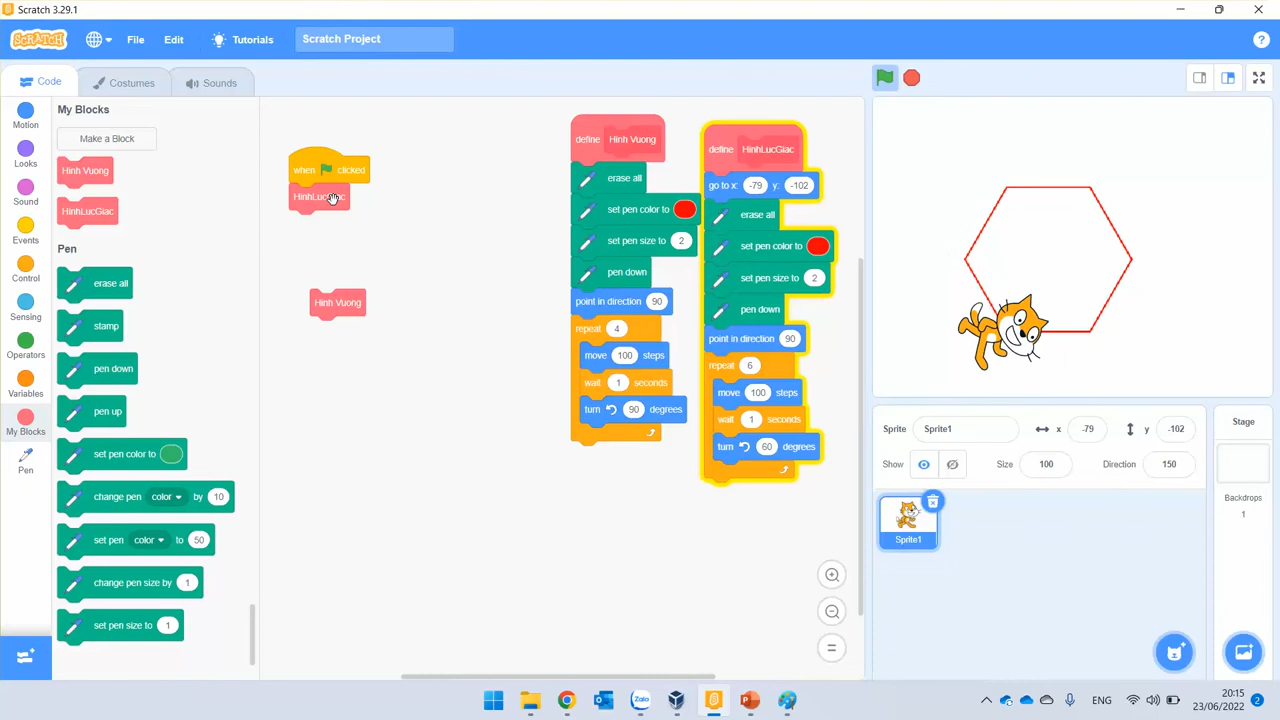 Scratch 3.29.1
SCRATCH
File
Edit
Tutorials
Scratch Project
?
Code
Costumes
Sounds
Motion
Looks
Sound
Events
Control
Sensing
Operators
Variables
My Blocks
Pen
My Blocks
Make a Block
Hinh Vuong
HinhLucGiac
Pen
erase all
stamp
pen down
pen up
set pen color to
change pen color by 10
set pen color to 50
change pen size by 1
set pen size to 1
when clicked
Hinh Vuong
define Hinh Vuong
erase all
set pen color to
set pen size to 2
pen down
point in direction 90
repeat 4
move 100 steps
wait 1 seconds
turn 90 degrees
define HinhLucGiac
go to x: -79 y: -102
erase all
set pen color to
set pen size to 2
pen down
point in direction 90
repeat 6
move 100 steps
wait 1 seconds
turn 60 degrees
Sprite Sprite1 x -79 y -102
Show Size 100 Direction 150
Sprite1
Stage
Backdrops
1
Zalo
ENG
20:15
23/06/2022
2